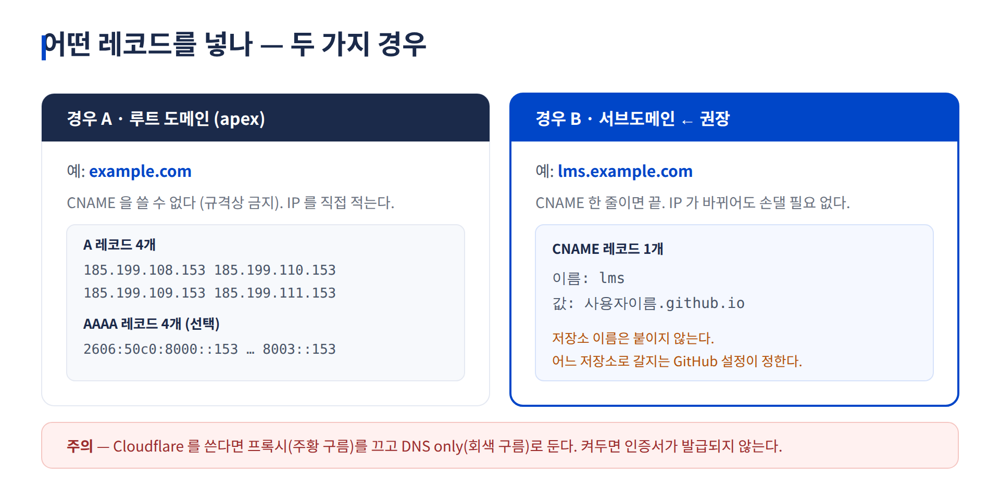 어떤 레코드를 넣나 — 두 가지 경우
경우 A · 루트 도메인 (apex)
예: example.com
CNAME 을 쓸 수 없다 (규격상 금지). IP 를 직접 적는다.
A 레코드 4개
185.199.108.153 185.199.110.153
185.199.109.153 185.199.111.153
AAAA 레코드 4개 (선택)
2606:50c0:8000::153 … 8003::153
경우 B · 서브도메인 ← 권장
예: lms.example.com
CNAME 한 줄이면 끝. IP 가 바뀌어도 손댈 필요 없다.
CNAME 레코드 1개
이름: lms
값: 사용자이름.github.io
저장소 이름은 붙이지 않는다.
어느 저장소로 갈지는 GitHub 설정이 정한다.
주의 — Cloudflare 를 쓴다면 프록시(주황 구름)를 끄고 DNS only(회색 구름)로 둔다. 켜두면 인증서가 발급되지 않는다.